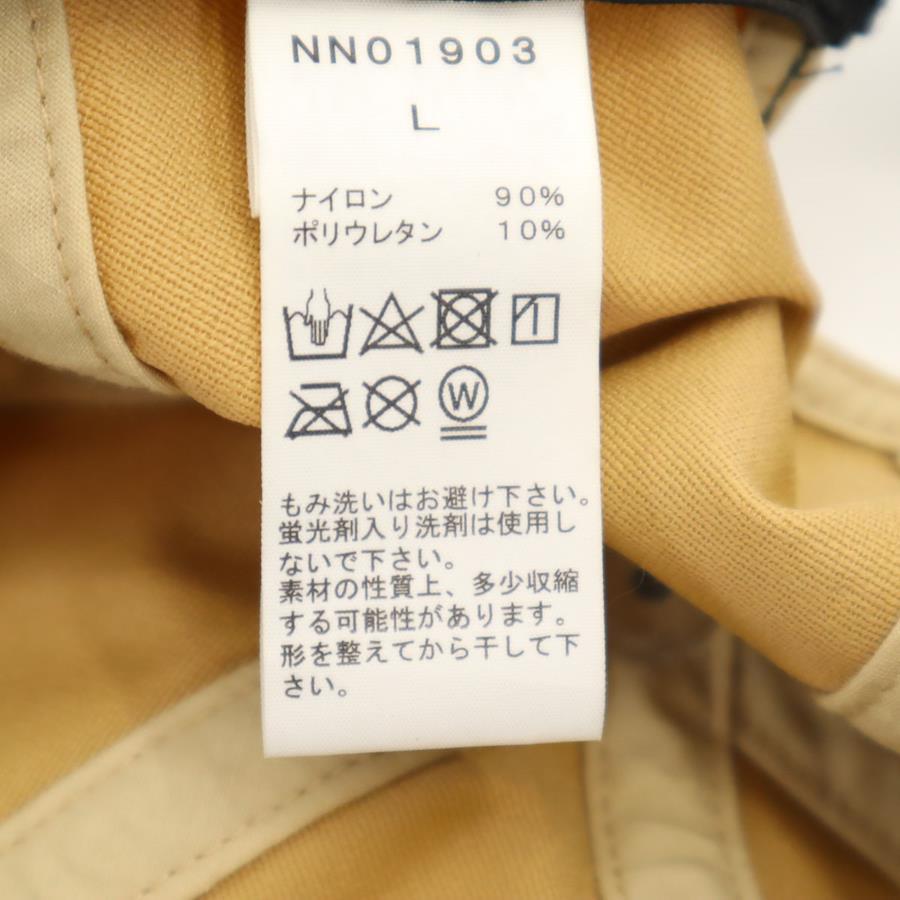 NN01903
L
ナイロン 90%
ポリウレタン 10%
W
もみ洗いはお避け下さい。
蛍光剤入り洗剤は使用し
ないで下さい。
素材の性質上、多少収縮
する可能性があります。
形を整えてから干して下
さい。